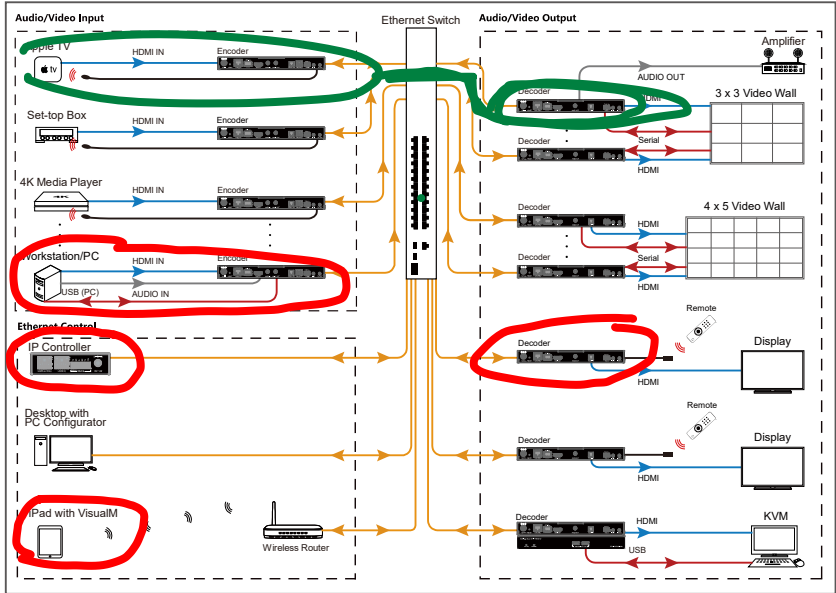 Audio/Video Input
Ethernet Switch
Audio/Video Output
Apple TV
HDMI IN
Encoder
tv
Decoder
HDMI
AUDIO OUT
Amplifier
3 x 3 Video Wall
Set-top Box
HDMI IN
Encoder
Decoder
Serial
HDMI
4K Media Player
HDMI IN
Encoder
4K
Decoder
HDMI
4 x 5 Video Wall
Workstation/PC
HDMI IN
Encoder
USB (PC)
AUDIO IN
Decoder
Serial
HDMI
Ethernet Control
IP Controller
Decoder
HDMI
Remote
Display
Desktop with
PC Configurator
Decoder
HDMI
Remote
Display
iPad with VisualM
Wireless Router
Decoder
HDMI
USB
KVM